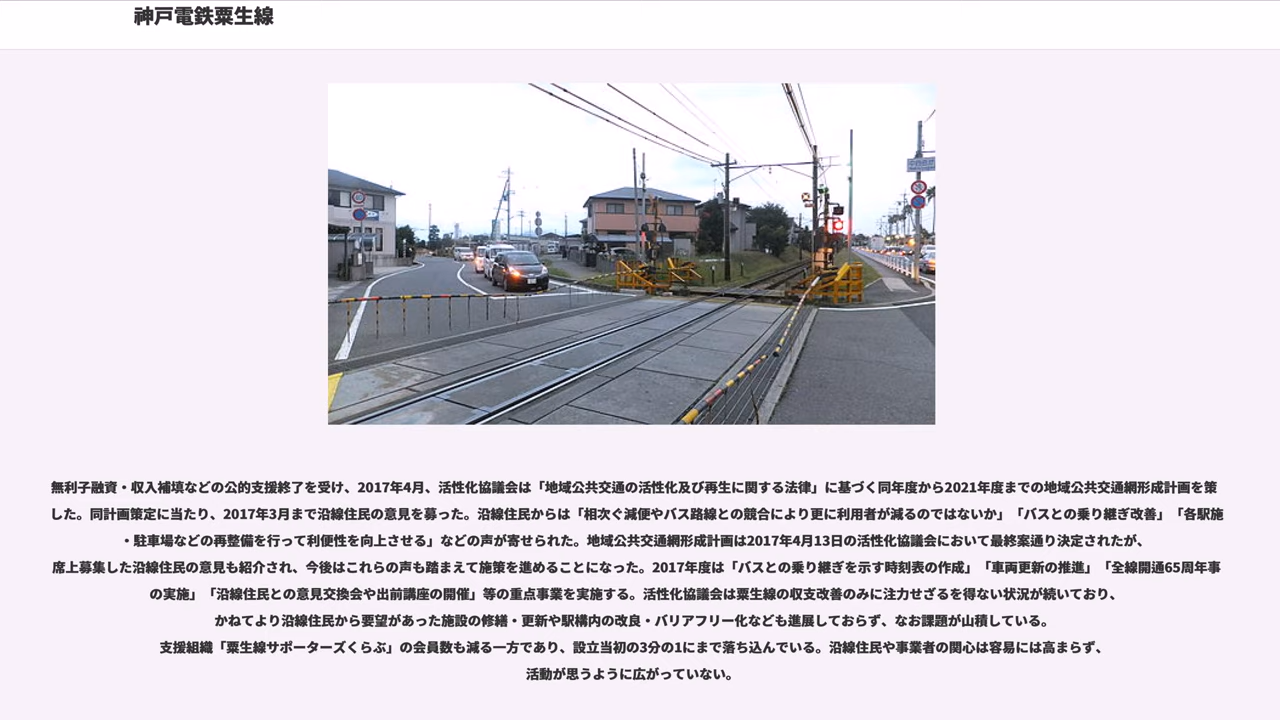 神戸電鉄粟生線
無利子融資・収入補填などの公的支援終了を受け、2017年4月、活性化協議会は「地域公共交通の活性化及び再生に関する法律」に基づく同年度から2021年度までの地域公共交通網形成計画を策
した。同計画策定に当たり、2017年3月まで沿線住民の意見を募った。沿線住民からは「相次ぐ減便やバス路線との競合により更に利用者が減るのではないか」「バスとの乗り継ぎ改善」「各駅施
・駐車場などの再整備を行って利便性を向上させる」などの声が寄せられた。地域公共交通網形成計画は2017年4月13日の活性化協議会において最終案通り決定されたが、
席上募集した沿線住民の意見も紹介され、今後はこれらの声も踏まえて施策を進めることになった。2017年度は「バスとの乗り継ぎを示す時刻表の作成」「車両更新の推進」「全線開通65周年事
の実施」「沿線住民との意見交換会や出前講座の開催」等の重点事業を実施する。活性化協議会は粟生線の収支改善のみに注力せざるを得ない状況が続いており、
かねてより沿線住民から要望があった施設の修繕・更新や駅構内の改良・バリアフリー化なども進展しておらず、なお課題が山積している。
支援組織「粟生線サポーターズくらぶ」の会員数も減る一方であり、設立当初の3分の1にまで落ち込んでいる。沿線住民や事業者の関心は容易には高まらず、
活動が思うように広がっていない。